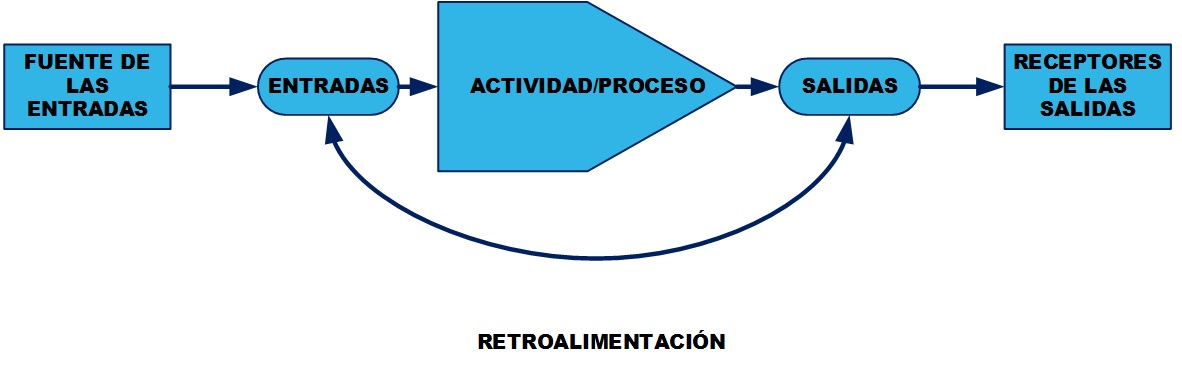 FUENTE DE
LAS
ENTRADAS
ENTRADAS
ACTIVIDAD/PROCESO
SALIDAS
RECEPTORES
DE LAS
SALIDAS
RETROALIMENTACIÓN